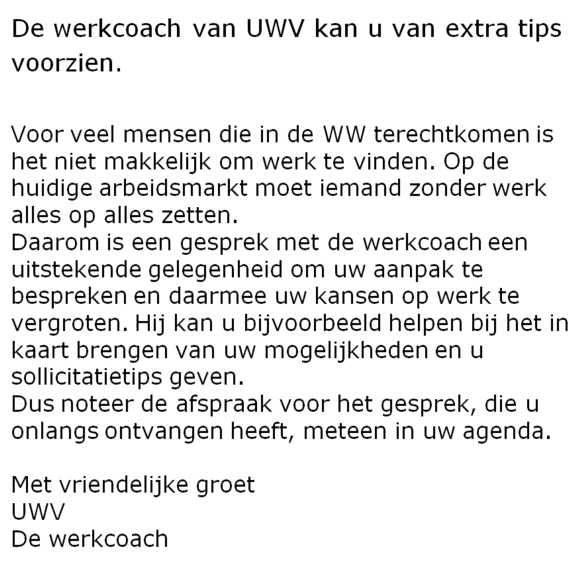 De werkcoach van UWV kan u van extra tips
voorzien.
Voor veel mensen die in de WW terechtkomen is
het niet makkelijk om werk te vinden. Op de
huidige arbeidsmarkt moet iemand zonder werk
alles op alles zetten.
Daarom is een gesprek met de werkcoach een
uitstekende gelegenheid om uw aanpak te
bespreken en daarmee uw kansen op werk te
vergroten. Hij kan u bijvoorbeeld helpen bij het in
kaart brengen van uw mogelijkheden en u
sollicitatietips geven.
Dus noteer de afspraak voor het gesprek, die u
onlangs ontvangen heeft, meteen in uw agenda.
Met vriendelijke groet
UWV
De werkcoach